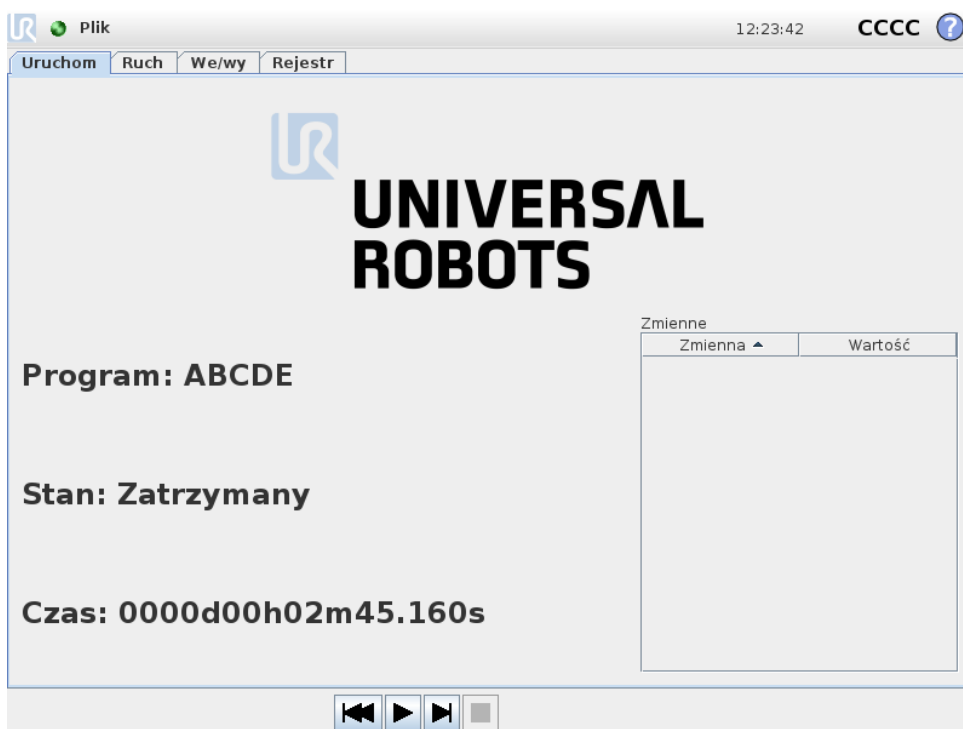 Plik 12:23:42 CCCC ?
Uruchom Ruch We/wy Rejestr
UNIVERSAL
ROBOTS
Zmienne
Zmienna Wartość
Program: ABCDE
Stan: Zatrzymany
Czas: 0000d00h02m45.160s